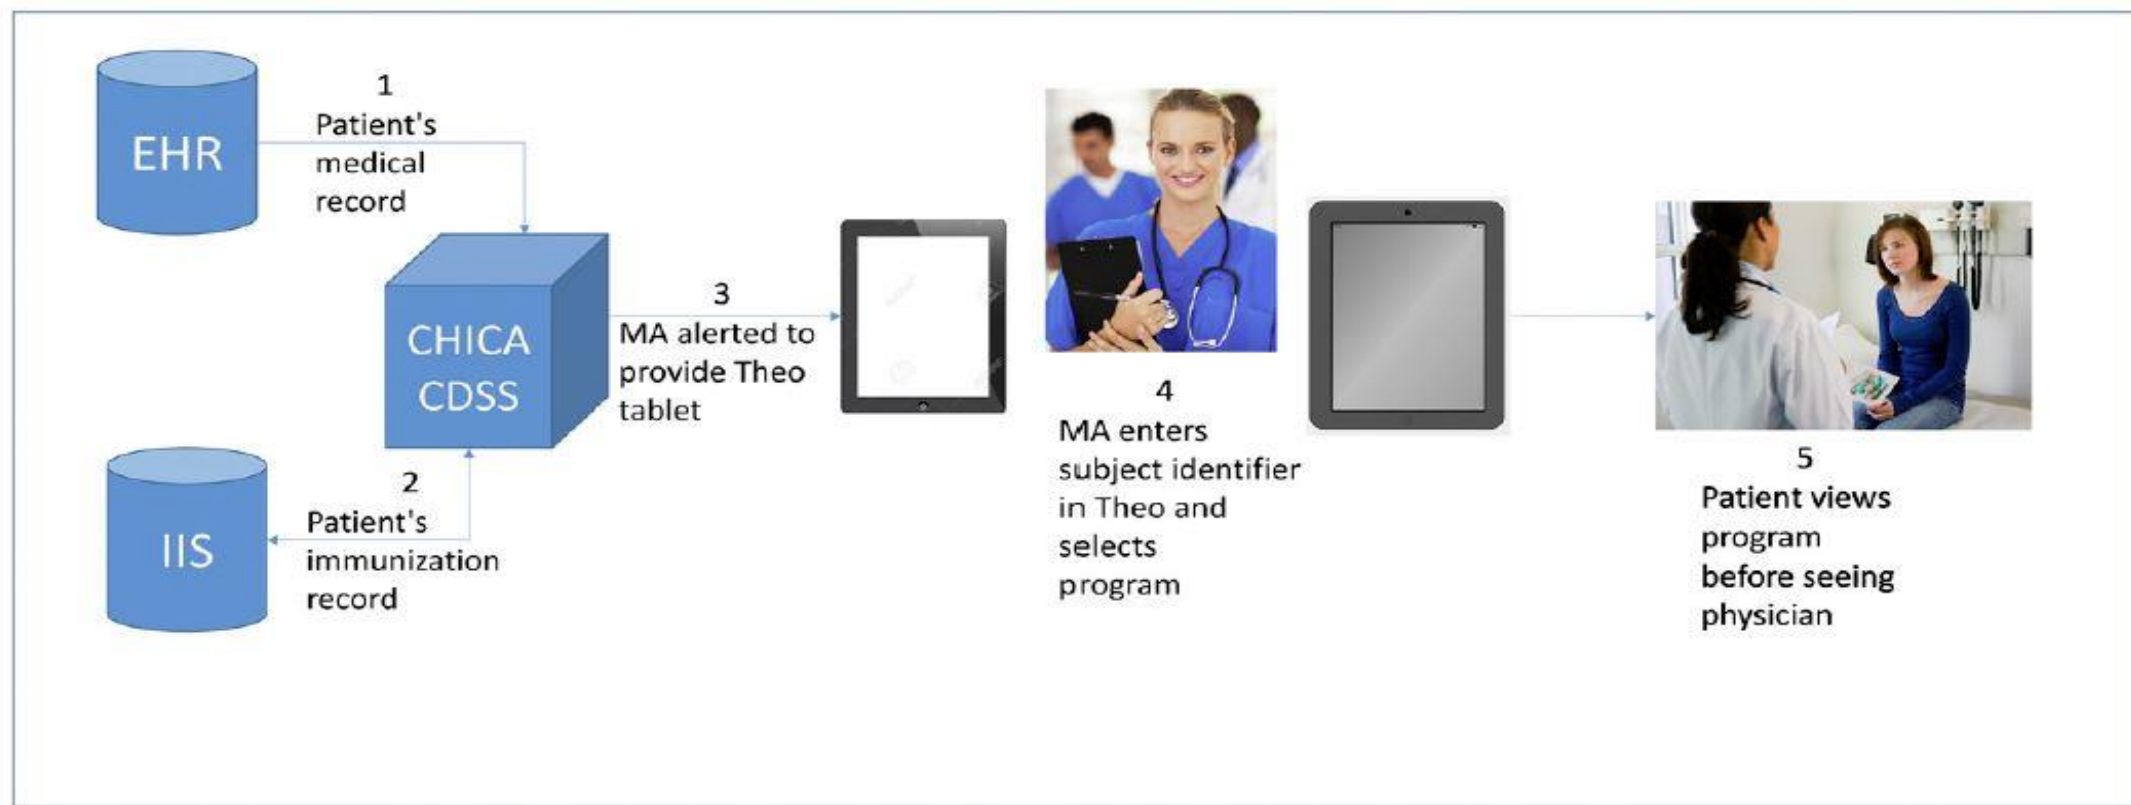 EHR
1
Patient's
medical
record
CHICA
CDSS
IIS
2
Patient's
immunization
record
3
MA alerted to
provide Theo
tablet
4
MA enters
subject identifier
in Theo and
selects
program
5
Patient views
program
before seeing
physician